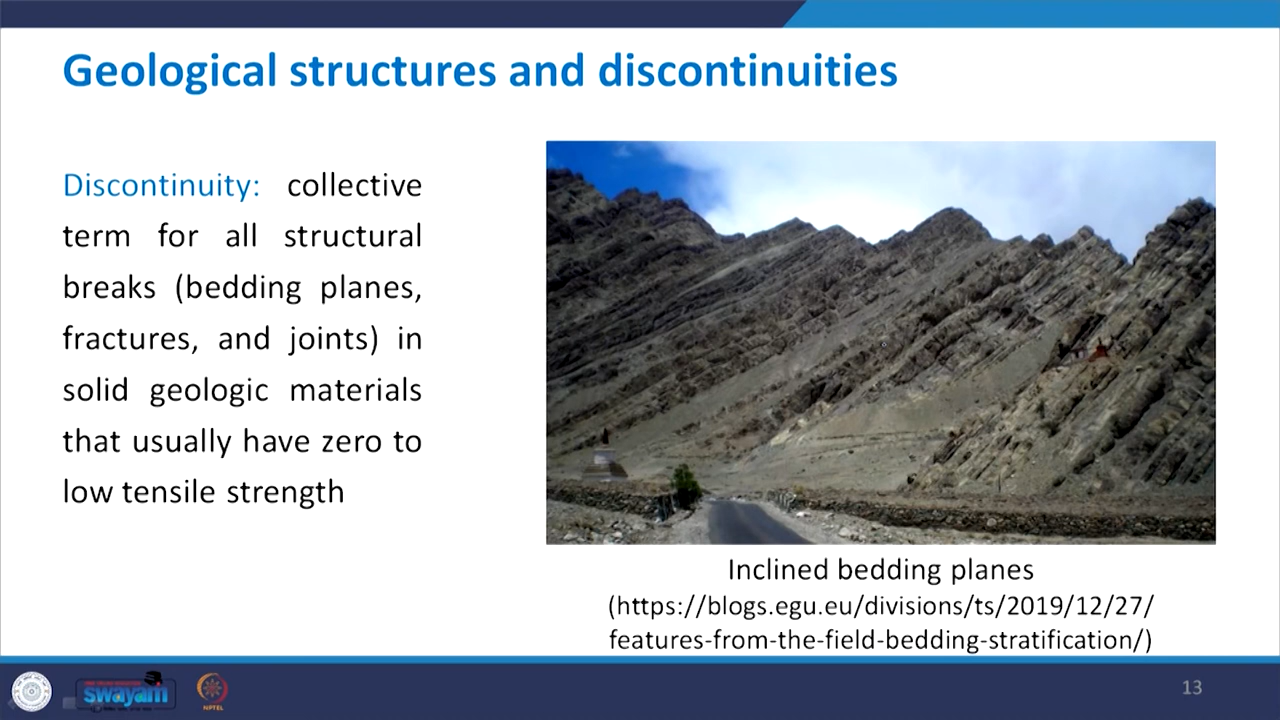 Geological structures and discontinuities
Discontinuity: collective
term for all structural
breaks (bedding planes,
fractures, and joints) in
solid geologic materials
that usually have zero to
low tensile strength
Inclined bedding planes
(https://blogs.egu.eu/divisions/ts/2019/12/27/
features-from-the-field-bedding-stratification/)
swayam
NPTEL
13